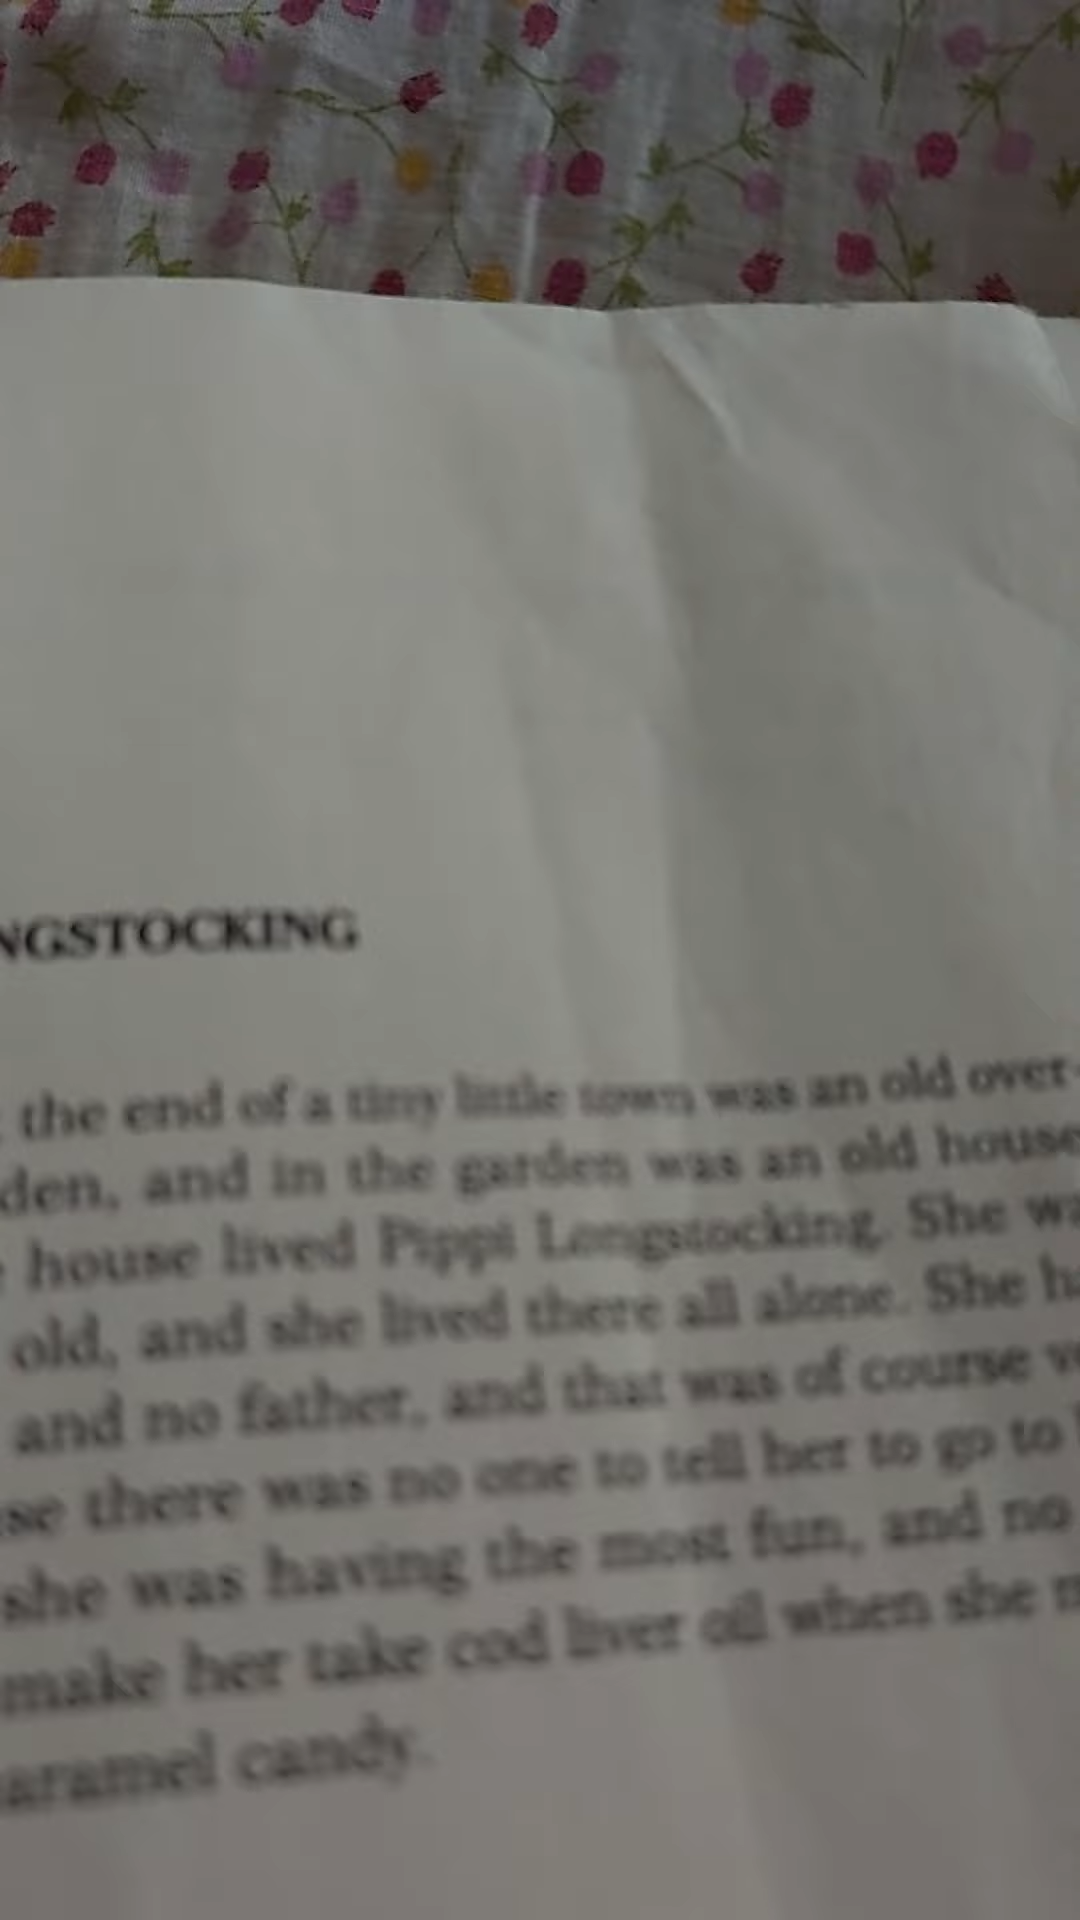 NGSTOCKING
the end of a tiny little town was an old over-
den, and in the garden was an old house
house lived Pippi Longstocking. She wa
old, and she lived there all alone. She ha
and no father, and that was of course v
se there was no one to tell her to go to
she was having the most fun, and no
make her take cod liver oil when she m
aramel candy.